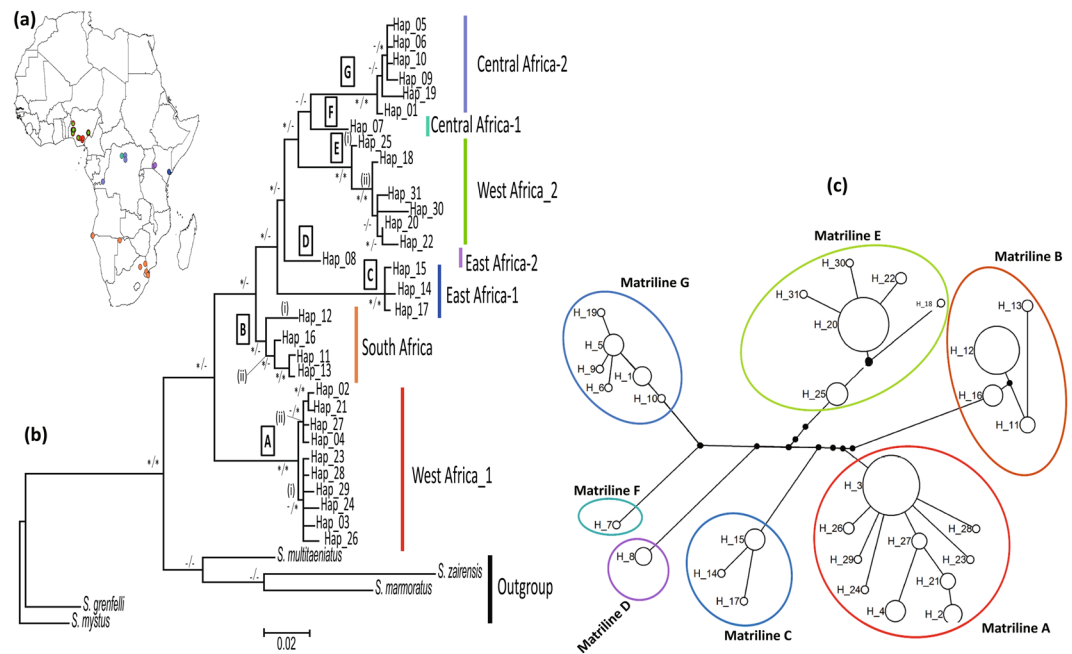 (a)
Hap_05
Hap_06
Hap_10
Hap_09
Hap_19
Hap_01
G
-/*
-/-
*/*
Central Africa-2
-/-
F
Hap_07
Central Africa-1
*/-
E
(i)
Hap_25
Hap_18
*/*
(ii)
*/*
Hap_31
Hap_30
Hap_20
-/-
Hap_22
West Africa_2
*/-
D
Hap_08
East Africa-2
*/-
C
Hap_15
Hap_14
*/*
Hap_17
East Africa-1
(i)
Hap_12
B
*/-
Hap_16
Hap_11
(ii)
*/-
*/*
Hap_13
South Africa
*/-
Hap_02
*/*
Hap_21
-/*
(ii)
Hap_27
Hap_04
A
*/*
Hap_23
Hap_28
(i)
Hap_29
-/*
Hap_24
Hap_03
Hap_26
West Africa_1
(b)
*/*
S. multitaeniatus
-/-
S. zairensis
-/-
S. marmoratus
Outgroup
S. grenfelli
S. mystus
0.02
(c)
Matriline E
H_30
H_22
H_31
H_18
H_20
H_25
Matriline B
H_13
H_12
H_16
H_11
Matriline G
H_19
H_5
H_9
H_1
H_6
H_10
Matriline F
H_7
H_8
Matriline D
H_15
H_14
H_17
Matriline C
H_3
H_26
H_28
H_27
H_29
H_23
H_24
H_21
H_4
H_2
Matriline A